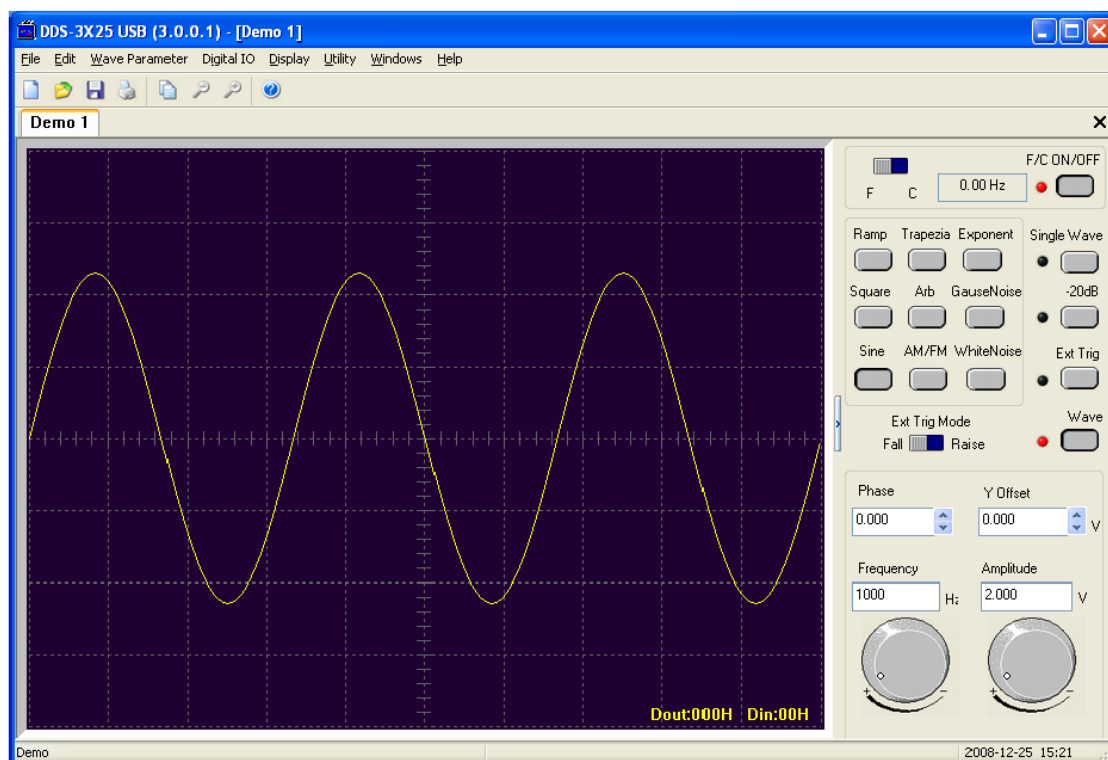 DDS-3X25 USB (3.0.0.1) - [Demo 1]
File Edit Wave Parameter Digital IO Display Utility Windows Help
Demo 1
F/C ON/OFF
F C 0.00 Hz
Ramp Trapezia Exponent Single Wave
Square Arb GauseNoise -20dB
Sine AM/FM WhiteNoise Ext Trig
Ext Trig Mode Wave
Fall Raise
Phase Y Offset
0.000 0.000 V
Frequency Amplitude
1000 Hz 2.000 V
Dout:000H Din:00H
Demo 2008-12-25 15:21